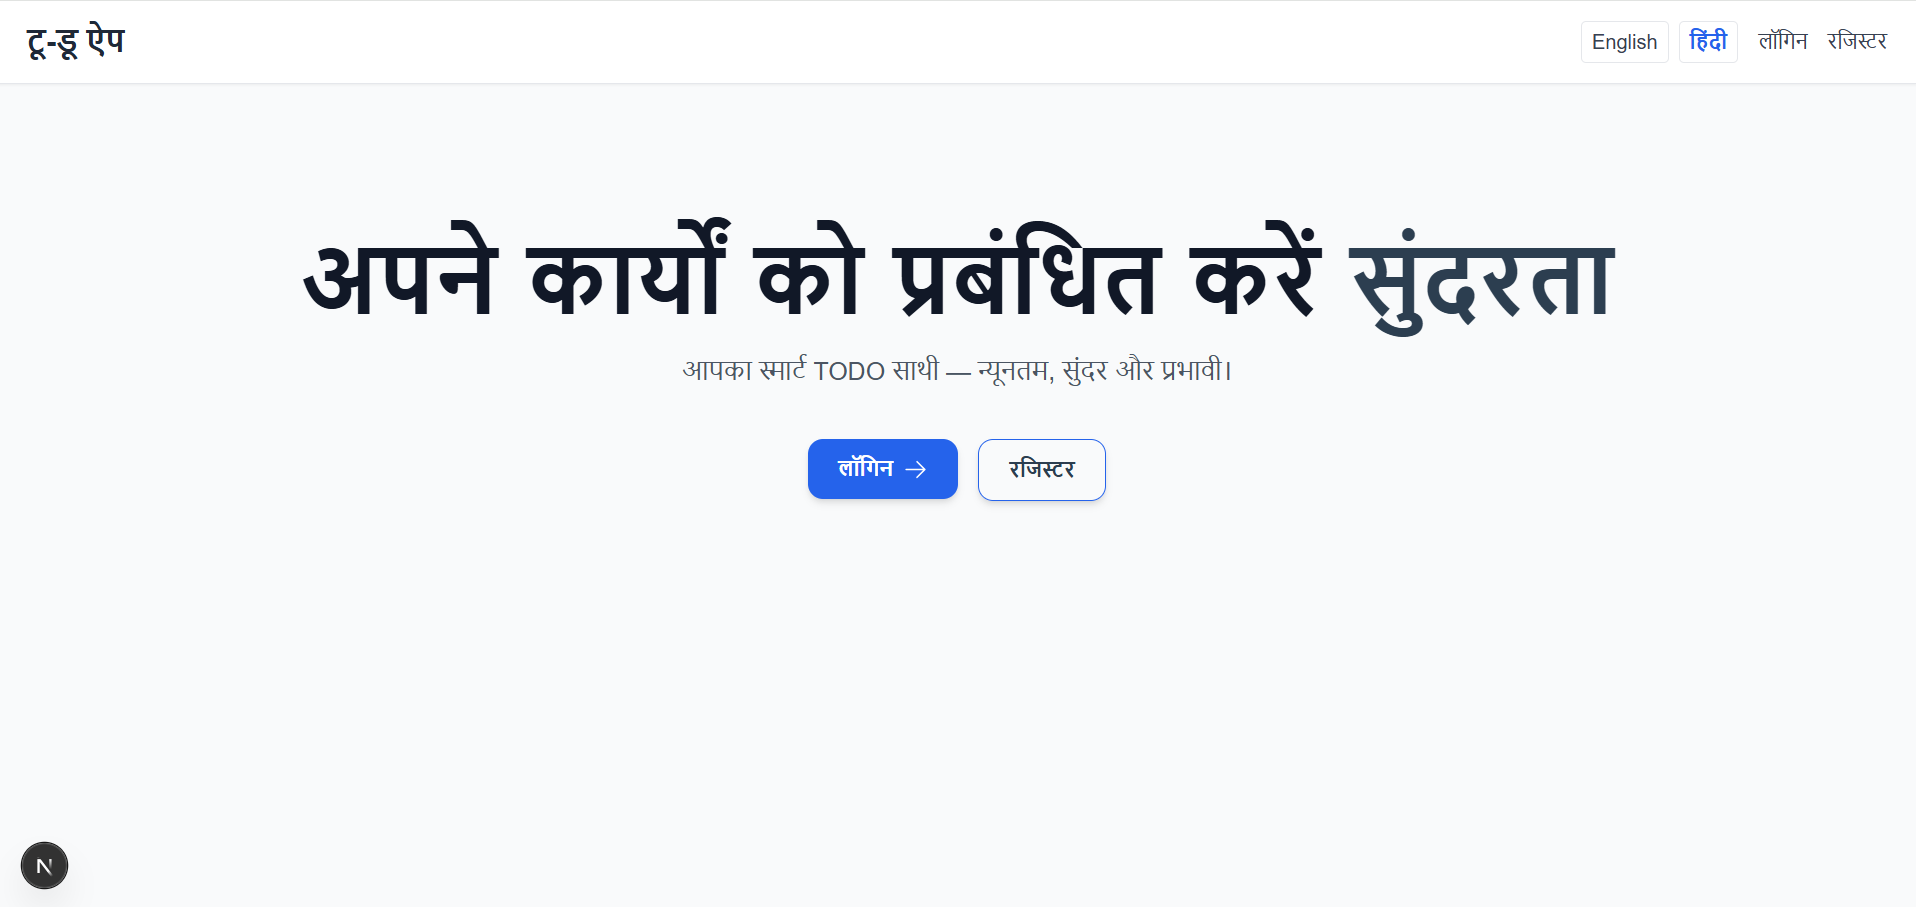 टू-डू ऐप
English हिंदी लॉगिन रजिस्टर
अपने कार्यों को प्रबंधित करें सुंदरता
आपका स्मार्ट TODO साथी — न्यूनतम, सुंदर और प्रभावी।
लॉगिन → रजिस्टर
N